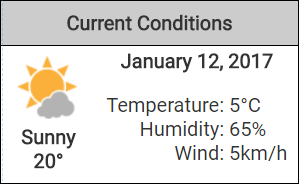 Current Conditions
January 12, 2017
Temperature: 5°C
Humidity: 65%
Wind: 5km/h
Sunny
20°